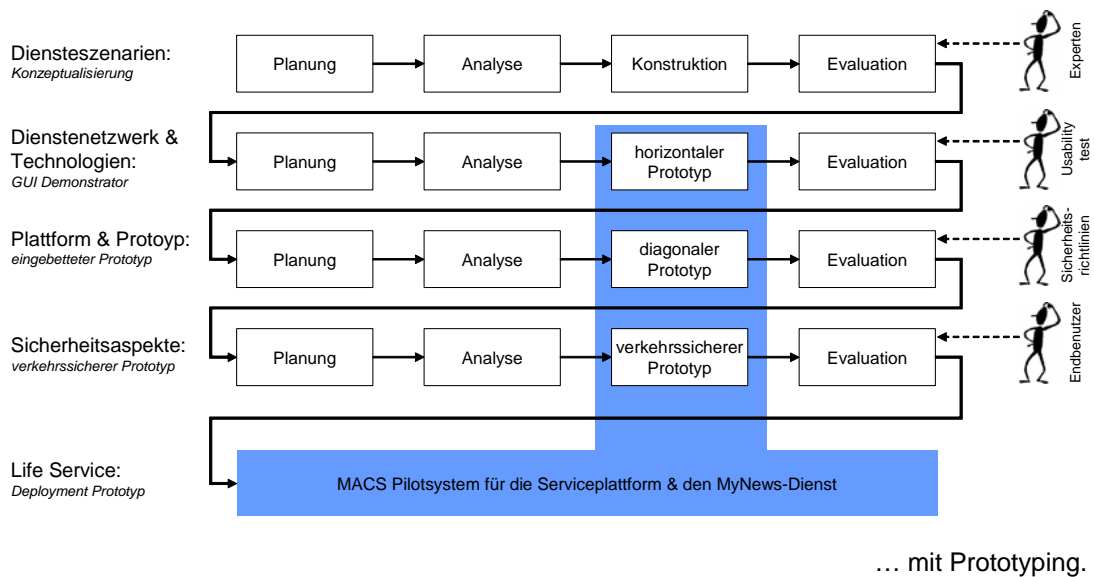 Diensteszenarien:
Konzeptualisierung
Planung
Analyse
Konstruktion
Evaluation
Experten
Dienstenetzwerk &
Technologien:
GUI Demonstrator
Planung
Analyse
horizontaler
Prototyp
Evaluation
Usability
test
Plattform & Protoyp:
eingebetteter Prototyp
Planung
Analyse
diagonaler
Prototyp
Evaluation
Sicherheits-
richtlinien
Sicherheitsaspekte:
verkehrssicherer Prototyp
Planung
Analyse
verkehrssicherer
Prototyp
Evaluation
Endbenutzer
Life Service:
Deployment Prototyp
MACS Pilotsystem für die Serviceplattform & den MyNews-Dienst
… mit Prototyping.